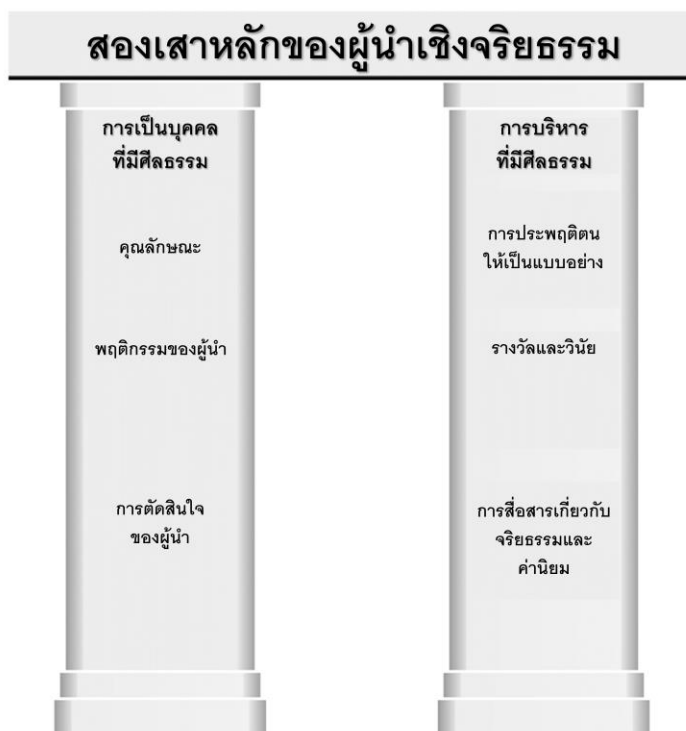 สองเสาหลักของผู้นำเชิงจริยธรรม
การเป็นบุคคล
ที่มีศีลธรรม
คุณลักษณะ
พฤติกรรมของผู้นำ
การตัดสินใจ
ของผู้นำ
การบริหาร
ที่มีศีลธรรม
การประพฤติตน
ให้เป็นแบบอย่าง
รางวัลและวินัย
การสื่อสารเกี่ยวกับ
จริยธรรมและ
ค่านิยม